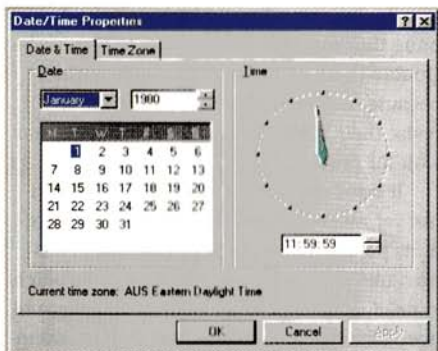 Date/Time Properties
Date & Time Time Zone
Date
Time
January 1980
M T W T F S S
1 2 3 4 5 6
7 8 9 10 11 12 13
14 15 16 17 18 19 20
21 22 23 24 25 26 27
28 29 30 31
11:59:59
Current time zone: AUS Eastern Daylight Time
OK Cancel Apply